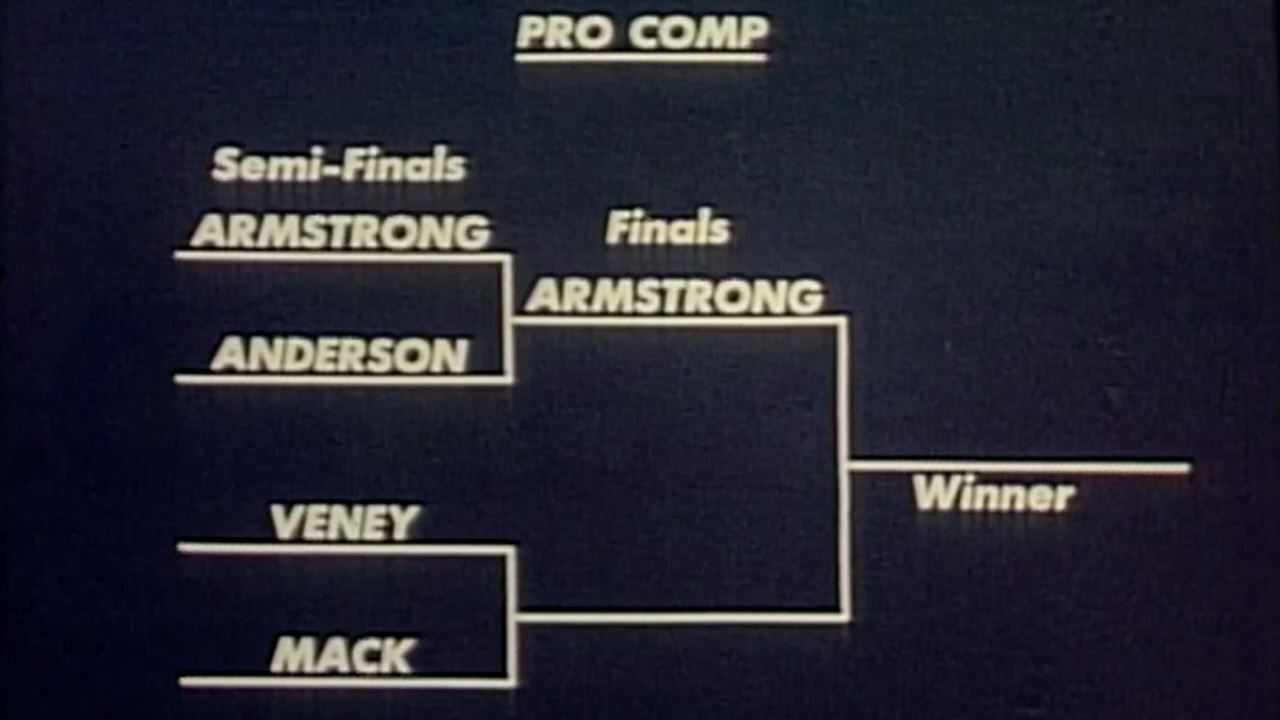 PRO COMP
Semi-Finals
ARMSTRONG
Finals
ARMSTRONG
ANDERSON
Winner
VENEY
MACK